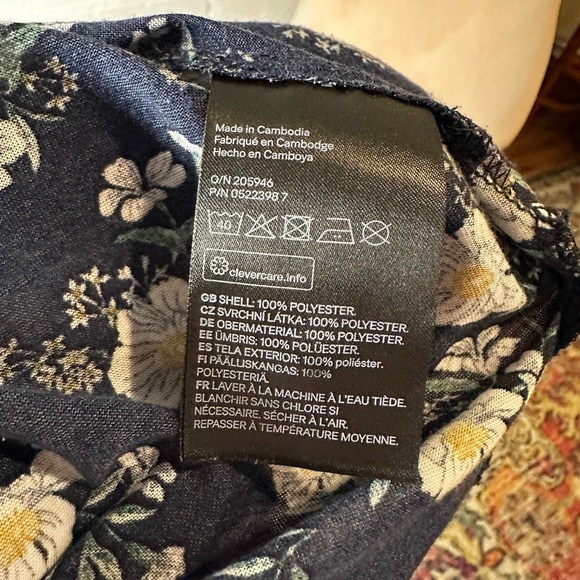 Made in Cambodia
Fabriqué en Cambodge
Hecho en Camboya
O/N 205946
P/N 0522398 7
40
clevercare.info
GB SHELL: 100% POLYESTER.
CZ SVRCHNÍ LÁTKA: 100% POLYESTER.
DE OBERMATERIAL: 100% POLYESTER.
EE ÜMBRIS: 100% POLÜESTER.
ES TELA EXTERIOR: 100% poliéster.
FI PÄÄLLISKANGAS: 100%
POLYESTERIÄ.
FR LAVER À LA MACHINE À L'EAU TIÈDE.
BLANCHIR SANS CHLORE SI
NÉCESSAIRE. SÉCHER À L'AIR.
REPASSER À TEMPÉRATURE MOYENNE.